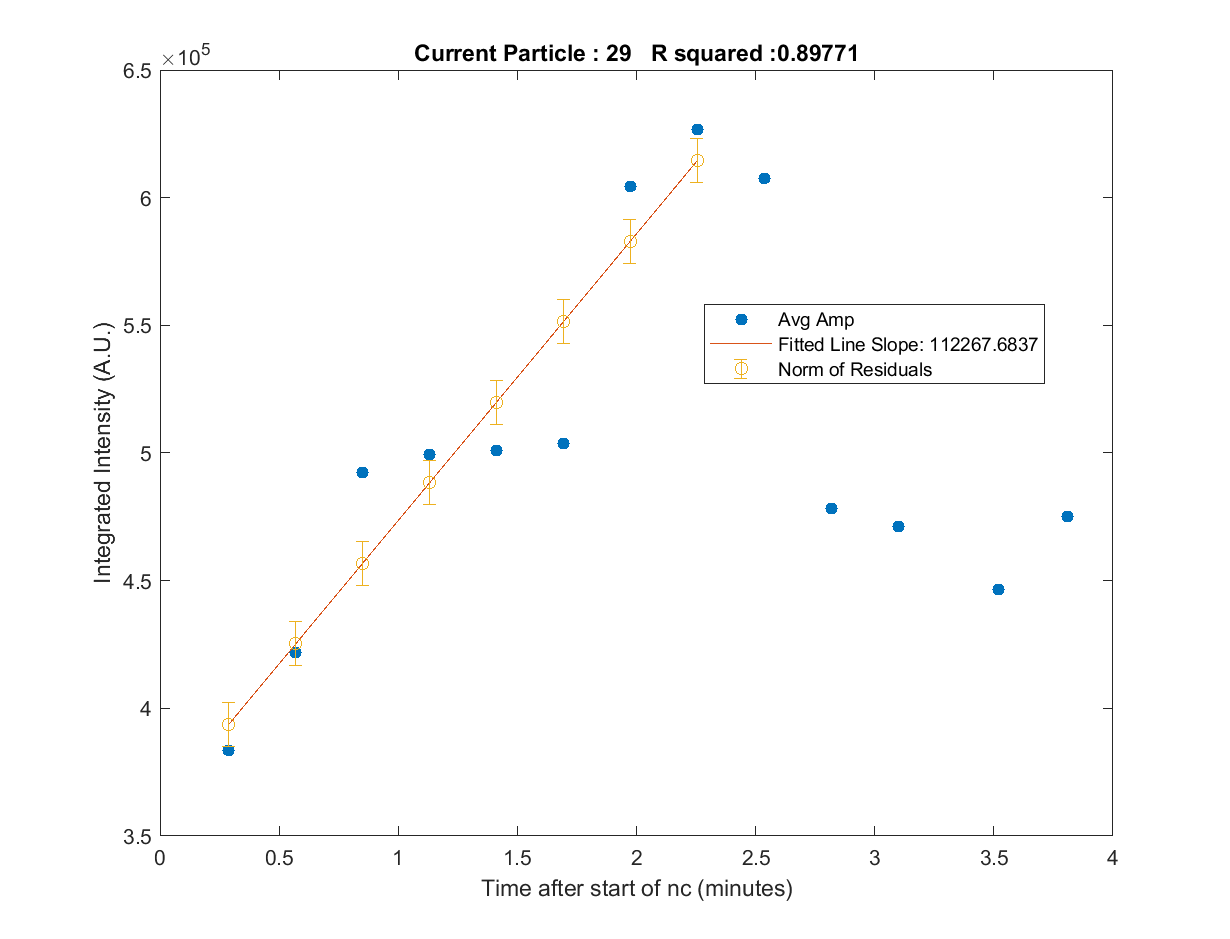 Current Particle : 29 R squared :0.89771
×10^5
6.5
6
5.5
5
4.5
4
3.5
Integrated Intensity (A.U.)
Avg Amp
Fitted Line Slope: 112267.6837
Norm of Residuals
0 0.5 1 1.5 2 2.5 3 3.5 4
Time after start of nc (minutes)